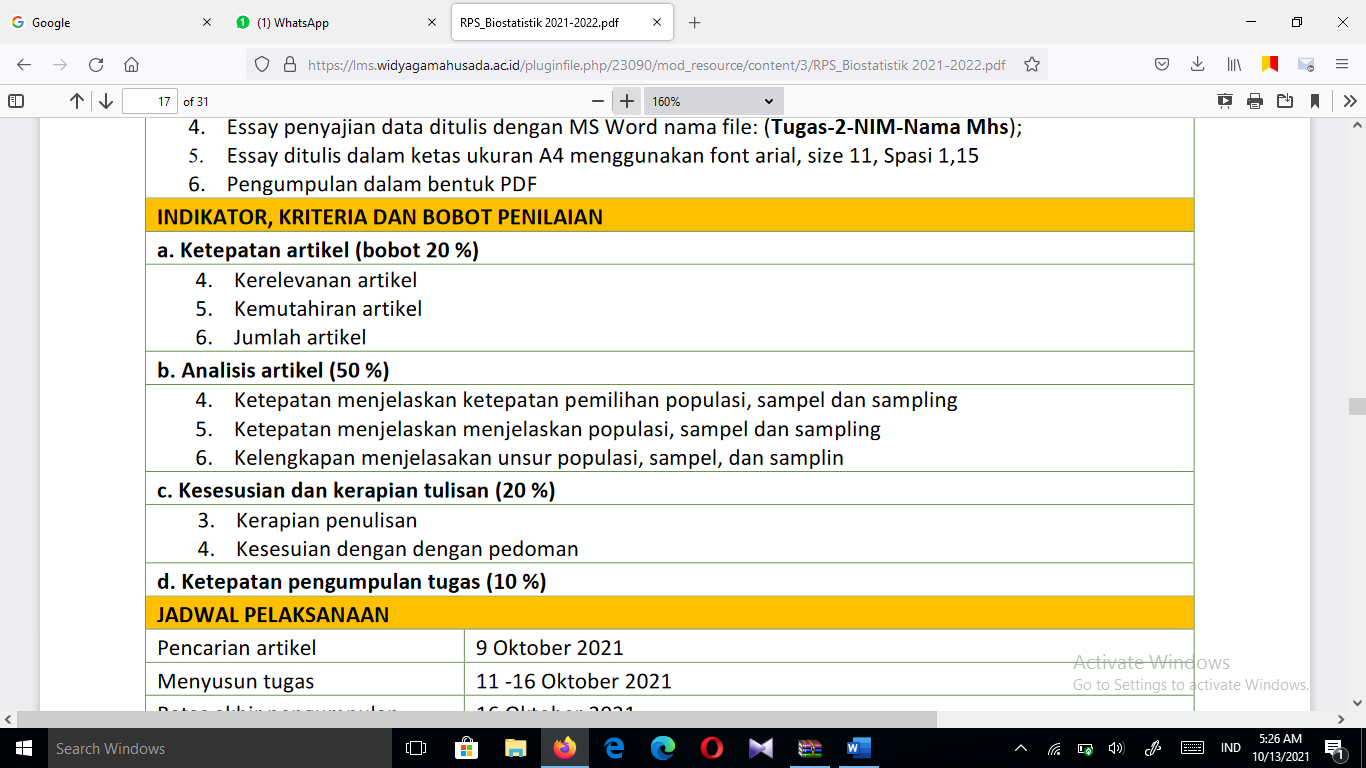 Google
(1) WhatsApp
RPS_Biostatistik 2021-2022.pdf
https://lms.widyagamahusada.ac.id/pluginfile.php/23090/mod_resource/content/3/RPS_Biostatistik 2021-2022.pdf
17 of 31
160%
4. Essay penyajian data ditulis dengan MS Word nama file: (Tugas-2-NIM-Nama Mhs);
5. Essay ditulis dalam ketas ukuran A4 menggunakan font arial, size 11, Spasi 1,15
6. Pengumpulan dalam bentuk PDF
INDIKATOR, KRITERIA DAN BOBOT PENILAIAN
a. Ketepatan artikel (bobot 20 %)
4. Kerelevanan artikel
5. Kemutahiran artikel
6. Jumlah artikel
b. Analisis artikel (50 %)
4. Ketepatan menjelaskan ketepatan pemilihan populasi, sampel dan sampling
5. Ketepatan menjelaskan menjelaskan populasi, sampel dan sampling
6. Kelengkapan menjelasakan unsur populasi, sampel, dan samplin
c. Kesesusian dan kerapian tulisan (20 %)
3. Kerapian penulisan
4. Kesesuian dengan dengan pedoman
d. Ketepatan pengumpulan tugas (10 %)
JADWAL PELAKSANAAN
Pencarian artikel 9 Oktober 2021
Menyusun tugas 11 -16 Oktober 2021
Batas akhir pengumpulan 16 Oktober 2021
Activate Windows
Go to Settings to activate Windows.
Search Windows
IND
5:26 AM
10/13/2021
1